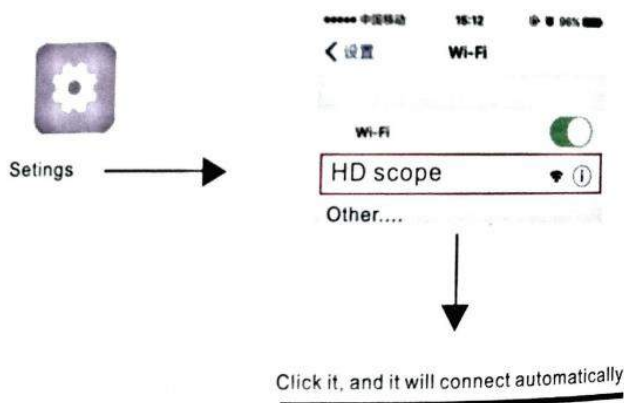 中国移动 15:12 96%
设置 Wi-Fi
Wi-Fi
Setings
HD scope
Other....
Click it, and it will connect automatically